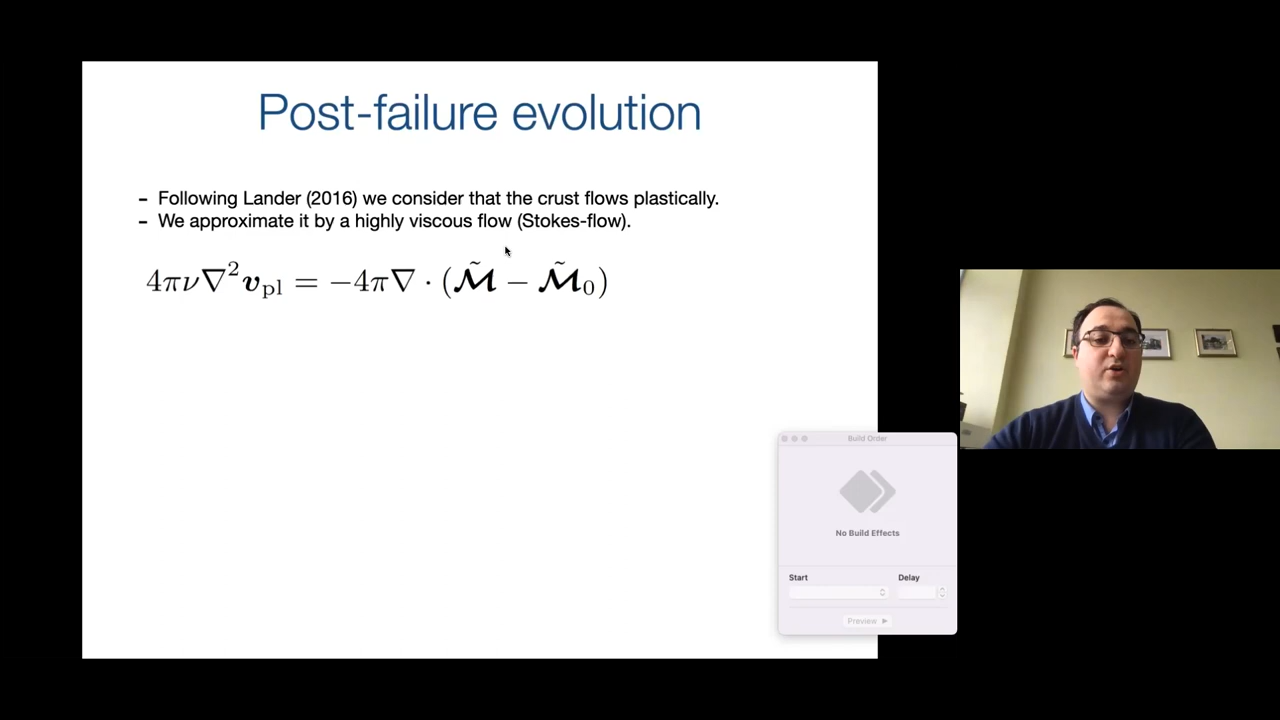 Post-failure evolution
- Following Lander (2016) we consider that the crust flows plastically.
- We approximate it by a highly viscous flow (Stokes-flow).
4πν∇²𝒗_pl = −4π∇ · (𝓜̃ − 𝓜̃₀)
Build Order
No Build Effects
Start Delay
Preview ▶